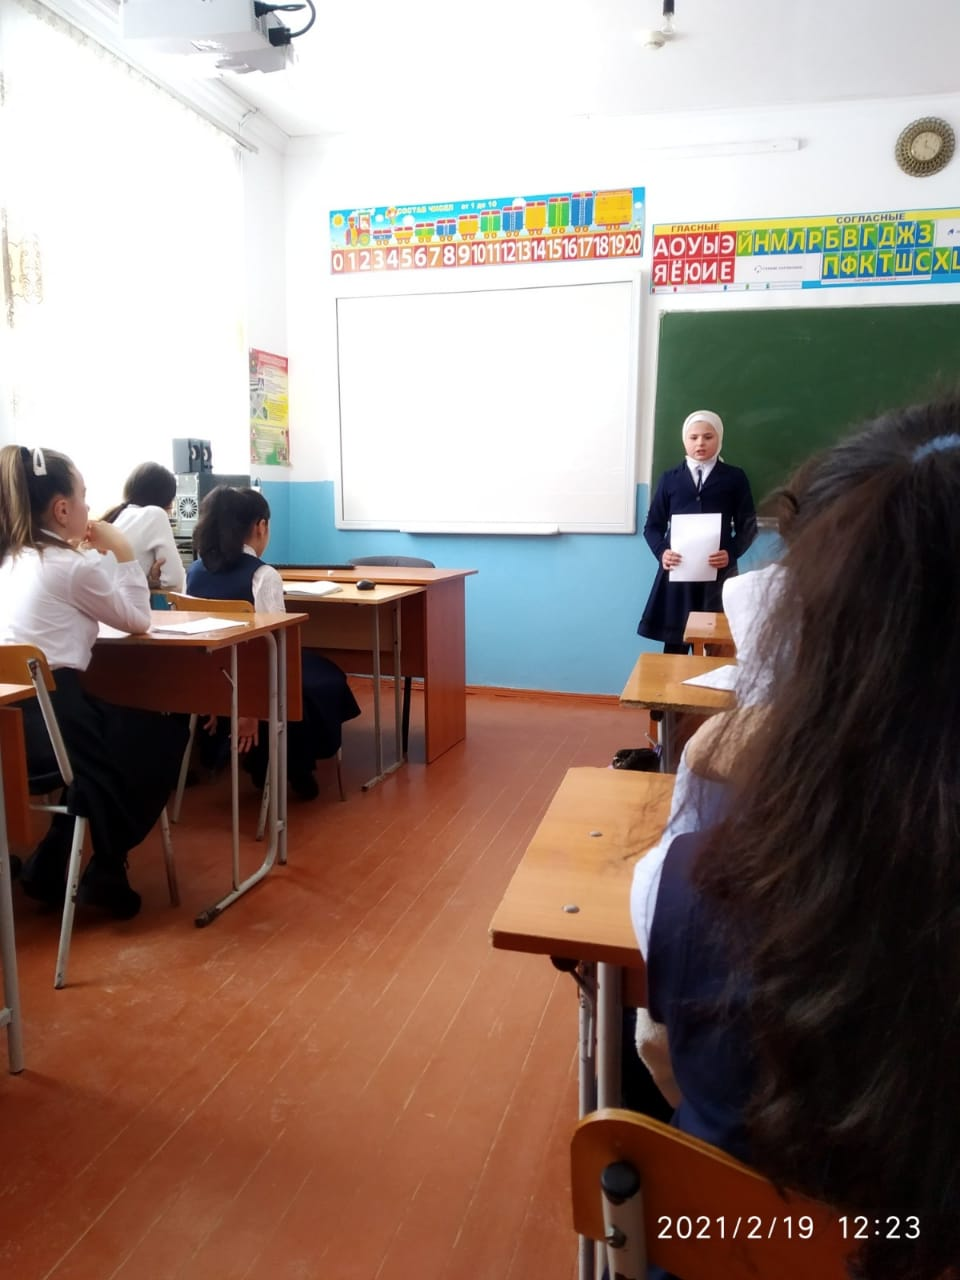 СОСТАВ ЧИСЕЛ от 1 до 10
0 1 2 3 4 5 6 7 8 9 10 11 12 13 14 15 16 17 18 19 20
ГЛАСНЫЕ СОГЛАСНЫЕ
А О У Ы Э Й Н М Л Р Б В Г Д Ж З
Я Ё Ю И Е П Ф К Т Ш С Х Ц
2021/2/19 12:23